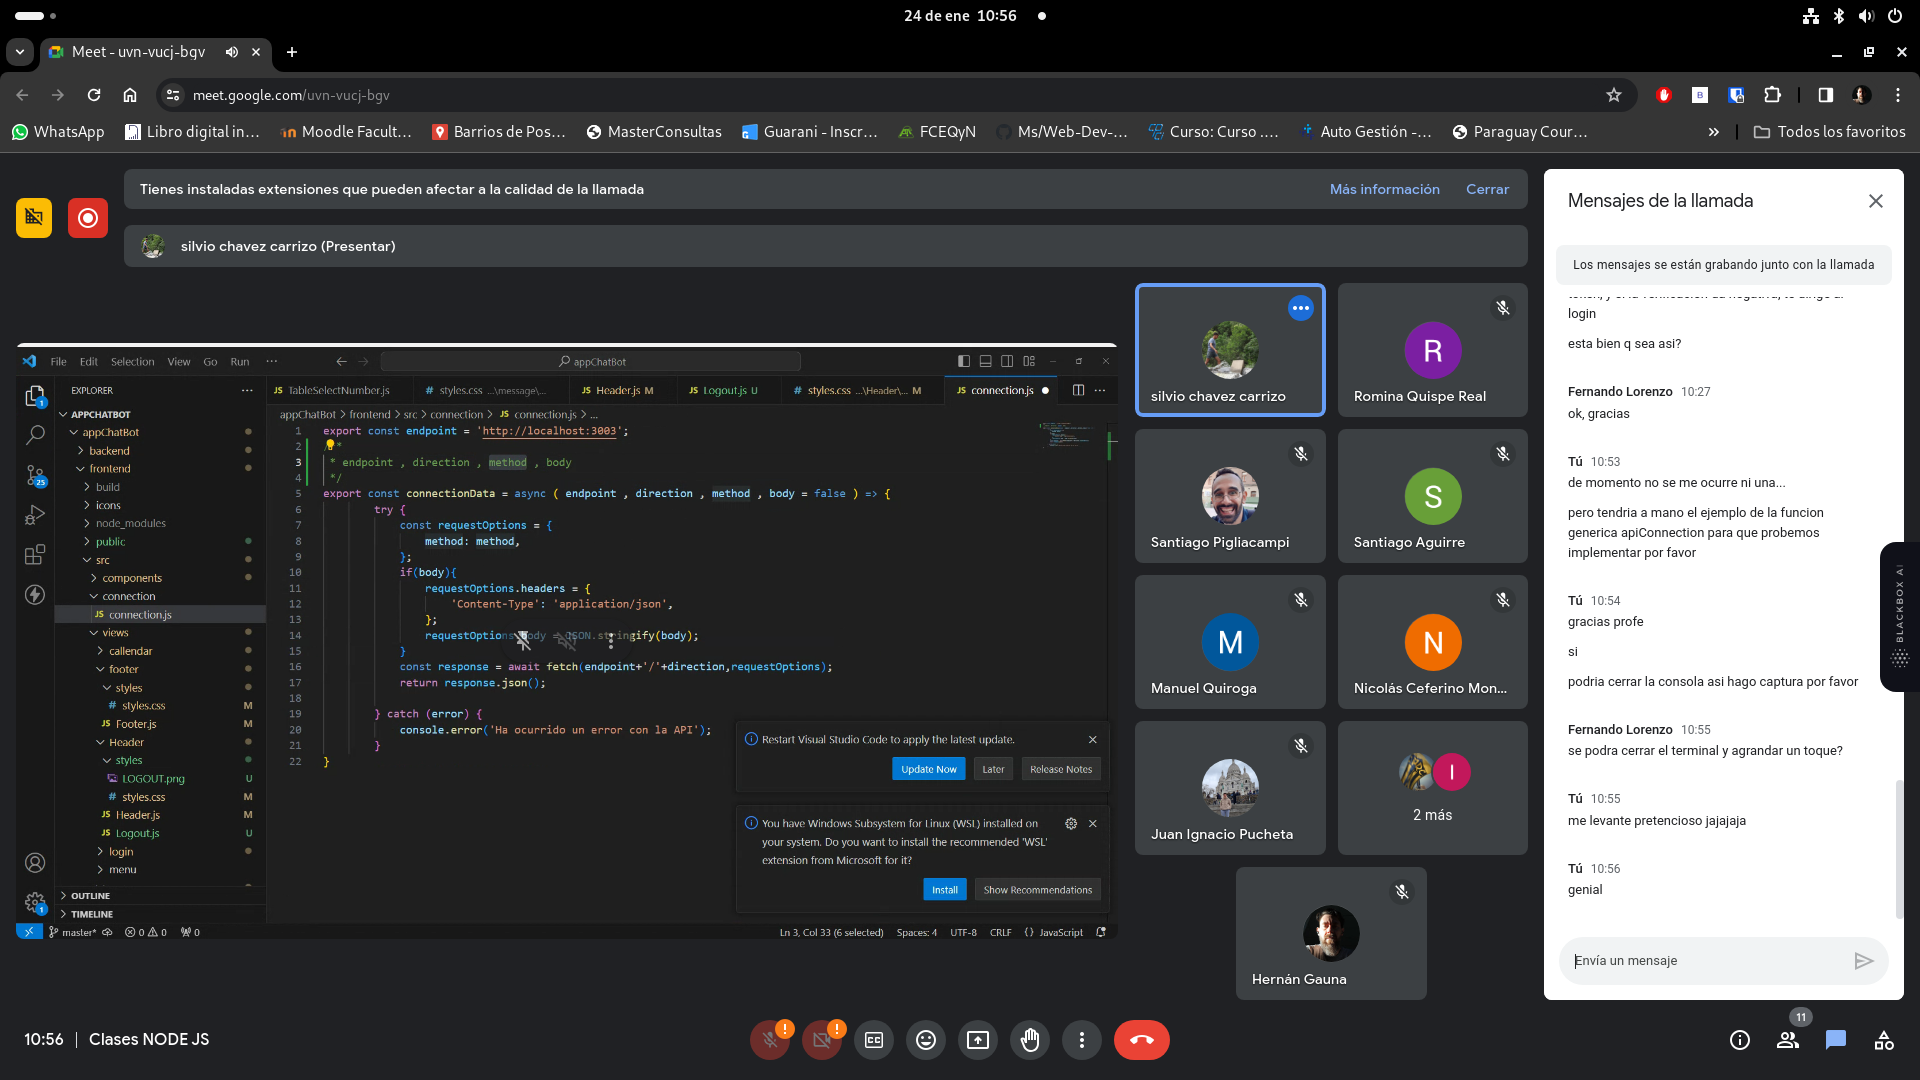 24 de ene 10:56
Meet - uvn-vucj-bgv
meet.google.com/uvn-vucj-bgv
WhatsApp
Libro digital in...
Moodle Facult...
Barrios de Pos...
MasterConsultas
Guarani - Inscr...
FCEQyN
Ms/Web-Dev-...
Curso: Curso ....
Auto Gestión -...
Paraguay Cour...
Todos los favoritos
Tienes instaladas extensiones que pueden afectar a la calidad de la llamada
Más información
Cerrar
silvio chavez carrizo (Presentar)
File Edit Selection View Go Run ···
appChatBot
EXPLORER
APPCHATBOT
appChatBot
backend
frontend
build
icons
node_modules
public
src
components
connection
JS connection.js
views
callendar
footer
styles
# styles.css M
JS Footer.js M
Header
styles
LOGOUT.png U
# styles.css M
JS Header.js M
JS Logout.js U
login
menu
OUTLINE
TIMELINE
1
25
1
JS TableSelectNumber.js
# styles.css ...\message\...
JS Header.js M
JS Logout.js U
# styles.css ...\Header\... M
JS connection.js
appChatBot > frontend > src > connection > JS connection.js > ...
1 export const endpoint = 'http://localhost:3003';
2 *
3 * endpoint , direction , method , body
4 */
5 export const connectionData = async ( endpoint , direction , method , body = false ) => {
6 try {
7 const requestOptions = {
8 method: method,
9 };
10 if(body){
11 requestOptions.headers = {
12 'Content-Type': 'application/json',
13 };
14 requestOptions.body = JSON.stringify(body);
15 }
16 const response = await fetch(endpoint+'/'+direction,requestOptions);
17 return response.json();
18
19 } catch (error) {
20 console.error('Ha ocurrido un error con la API');
21 }
22 }
Restart Visual Studio Code to apply the latest update.
Update Now
Later
Release Notes
You have Windows Subsystem for Linux (WSL) installed on
your system. Do you want to install the recommended 'WSL'
extension from Microsoft for it?
Install
Show Recommendations
master*
0 0
0
Ln 3, Col 33 (6 selected)
Spaces: 4
UTF-8
CRLF
{} JavaScript
silvio chavez carrizo
R
Romina Quispe Real
Santiago Pigliacampi
S
Santiago Aguirre
M
Manuel Quiroga
N
Nicolás Ceferino Mon...
Juan Ignacio Pucheta
I
2 más
Hernán Gauna
Mensajes de la llamada
Los mensajes se están grabando junto con la llamada
login
esta bien q sea asi?
Fernando Lorenzo 10:27
ok, gracias
Tú 10:53
de momento no se me ocurre ni una...
pero tendria a mano el ejemplo de la funcion
generica apiConnection para que probemos
implementar por favor
Tú 10:54
gracias profe
si
podria cerrar la consola asi hago captura por favor
Fernando Lorenzo 10:55
se podra cerrar el terminal y agrandar un toque?
Tú 10:55
me levante pretencioso jajajaja
Tú 10:56
genial
Envía un mensaje
BLACKBOX AI
10:56 | Clases NODE JS
11